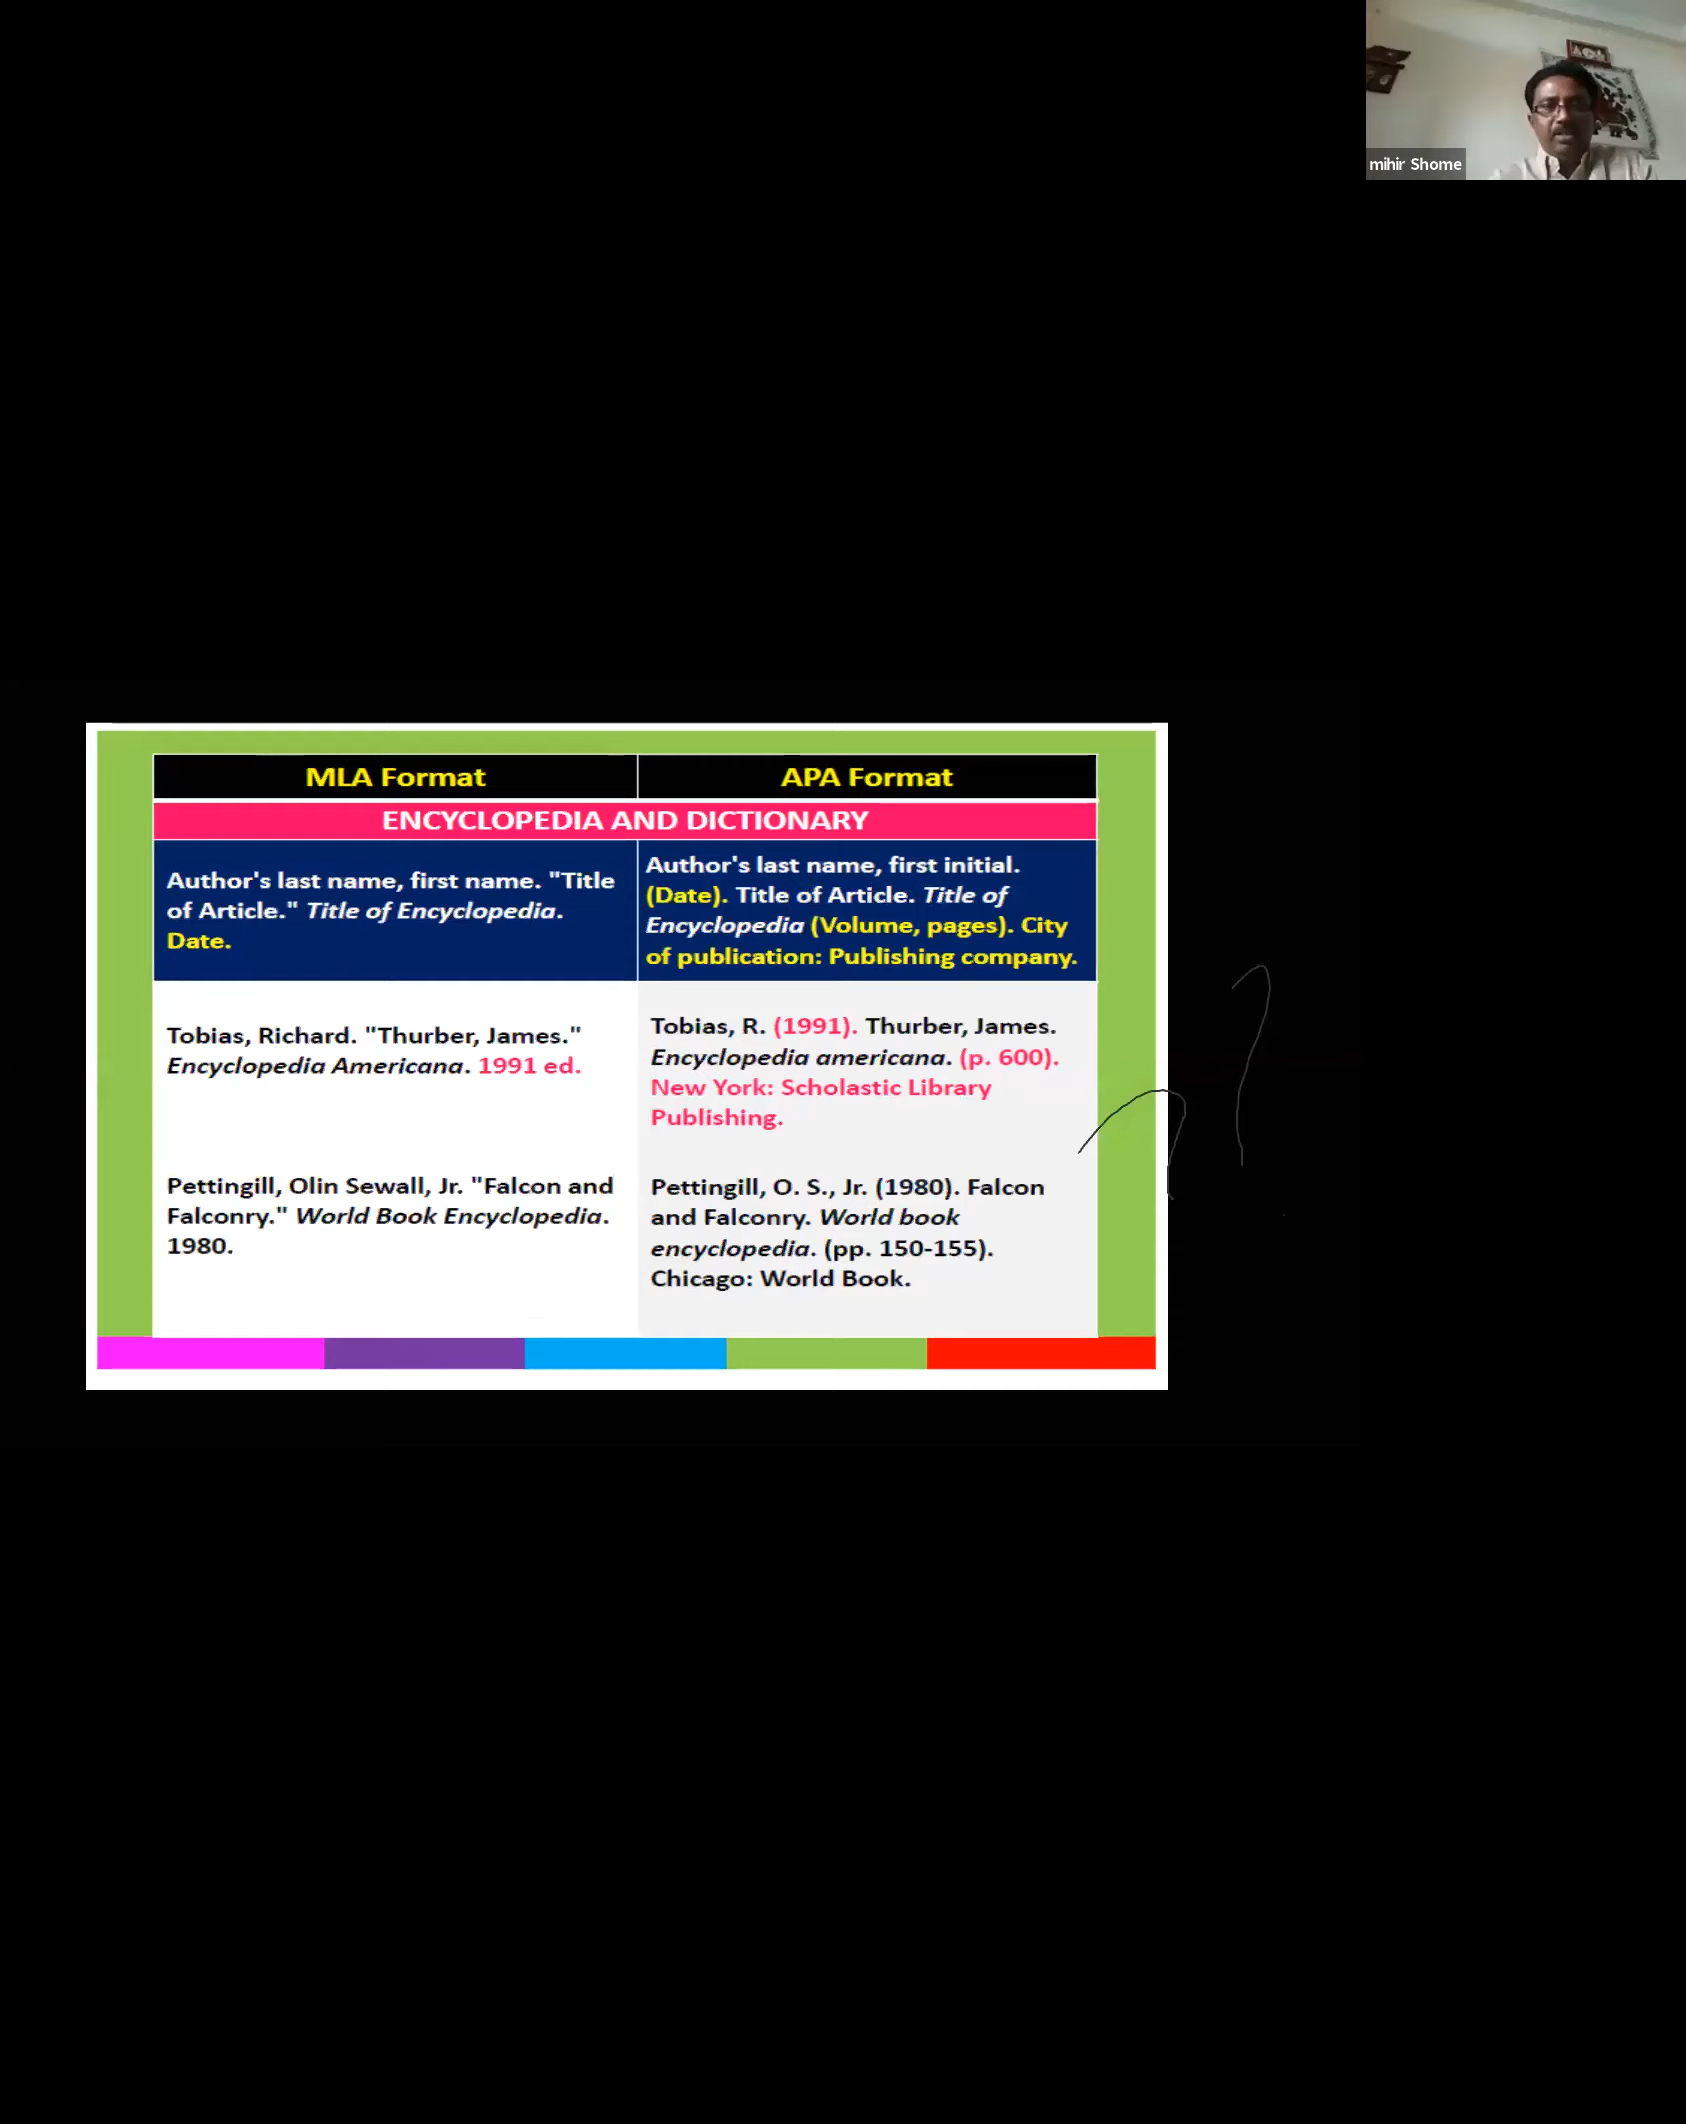 mihir Shome
MLA Format
APA Format
ENCYCLOPEDIA AND DICTIONARY
Author's last name, first name. "Title
of Article." Title of Encyclopedia.
Date.
Author's last name, first initial.
(Date). Title of Article. Title of
Encyclopedia (Volume, pages). City
of publication: Publishing company.
Tobias, Richard. "Thurber, James."
Encyclopedia Americana. 1991 ed.
Tobias, R. (1991). Thurber, James.
Encyclopedia americana. (p. 600).
New York: Scholastic Library
Publishing.
Pettingill, Olin Sewall, Jr. "Falcon and
Falconry." World Book Encyclopedia.
1980.
Pettingill, O. S., Jr. (1980). Falcon
and Falconry. World book
encyclopedia. (pp. 150-155).
Chicago: World Book.